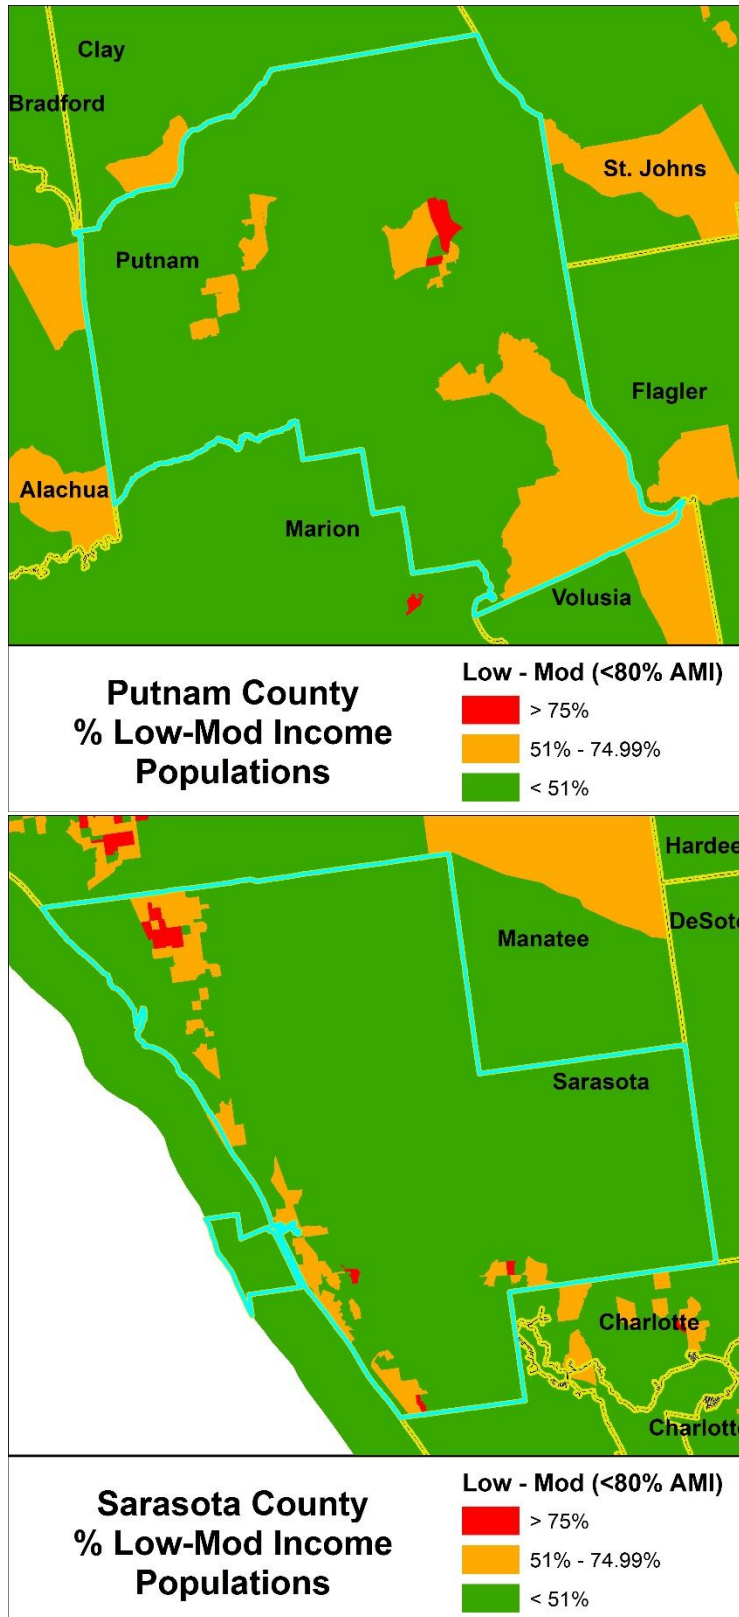 Clay
Bradford
St. Johns
Putnam
Flagler
Alachua
Marion
Volusia
Putnam County
% Low-Mod Income
Populations
Low - Mod (<80% AMI)
> 75%
51% - 74.99%
< 51%
Hardee
DeSoto
Manatee
Sarasota
Charlotte
Charlotte
Sarasota County
% Low-Mod Income
Populations
Low - Mod (<80% AMI)
> 75%
51% - 74.99%
< 51%